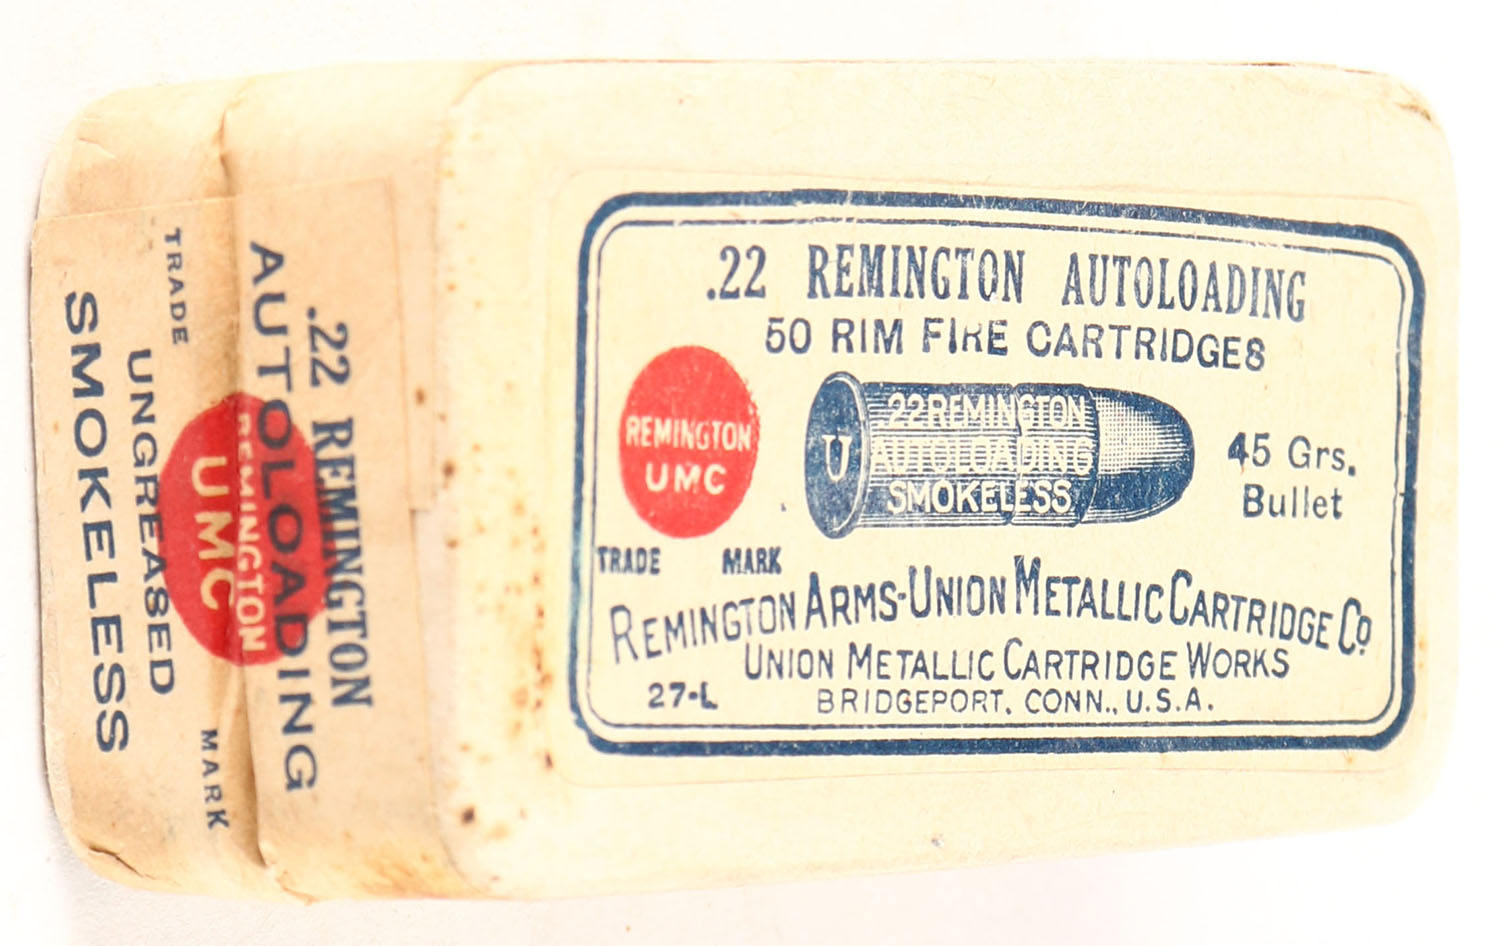 .22 REMINGTON AUTOLOADING
50 RIM FIRE CARTRIDGES
REMINGTON
UMC
TRADE MARK
U
22 REMINGTON
AUTOLOADING
SMOKELESS
45 Grs.
Bullet
REMINGTON ARMS-UNION METALLIC CARTRIDGE CO.
UNION METALLIC CARTRIDGE WORKS
27-L
BRIDGEPORT, CONN., U.S.A.
.22 REMINGTON
AUTOLOADING
REMINGTON
UMC
TRADE MARK
UNGREASED
SMOKELESS